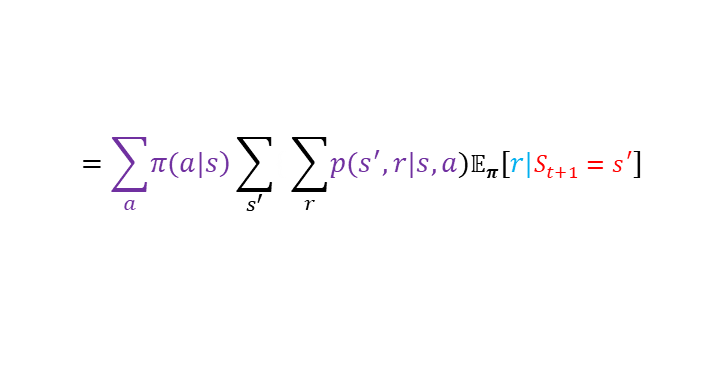 = ∑_a π(a|s) ∑_{s′} ∑_r p(s′, r|s, a) 𝔼_π[r|S_{t+1} = s′]